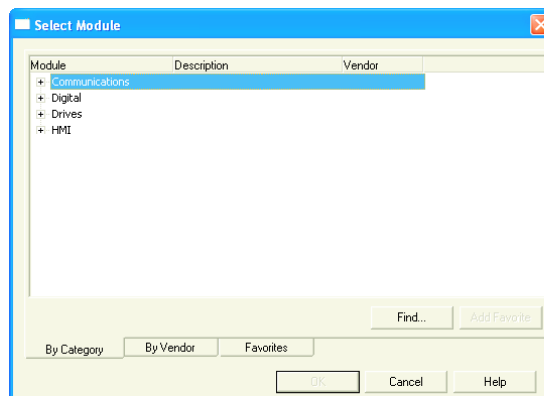 Select Module
Module Description Vendor
Communications
Digital
Drives
HMI
Find... Add Favorite
By Category By Vendor Favorites
OK Cancel Help